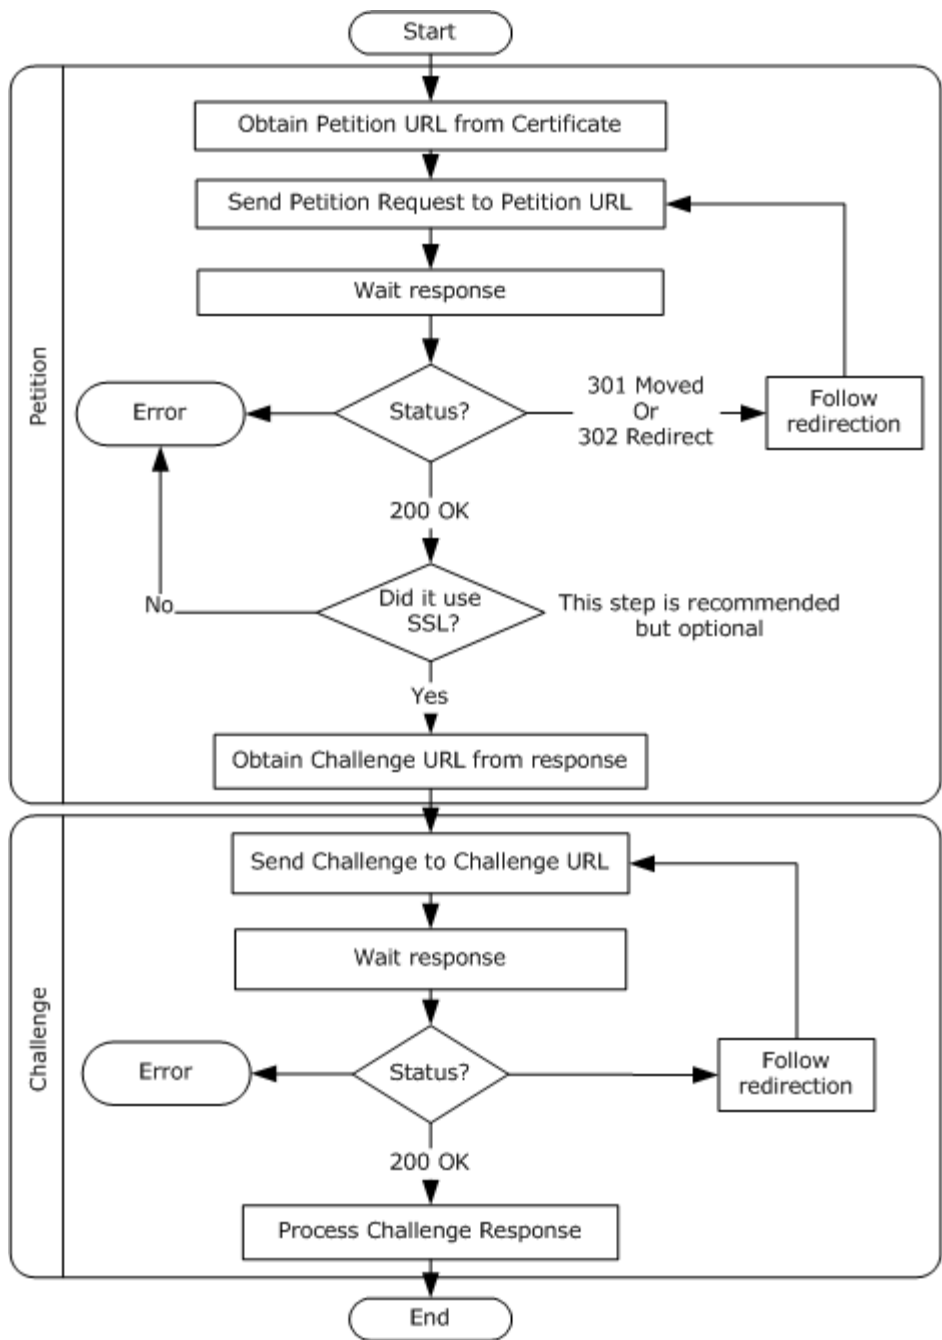 Start
Petition
Obtain Petition URL from Certificate
Send Petition Request to Petition URL
Wait response
Error
Status?
301 Moved
Or
302 Redirect
Follow
redirection
200 OK
No
Did it use
SSL?
This step is recommended
but optional
Yes
Obtain Challenge URL from response
Challenge
Send Challenge to Challenge URL
Wait response
Error
Status?
Follow
redirection
200 OK
Process Challenge Response
End